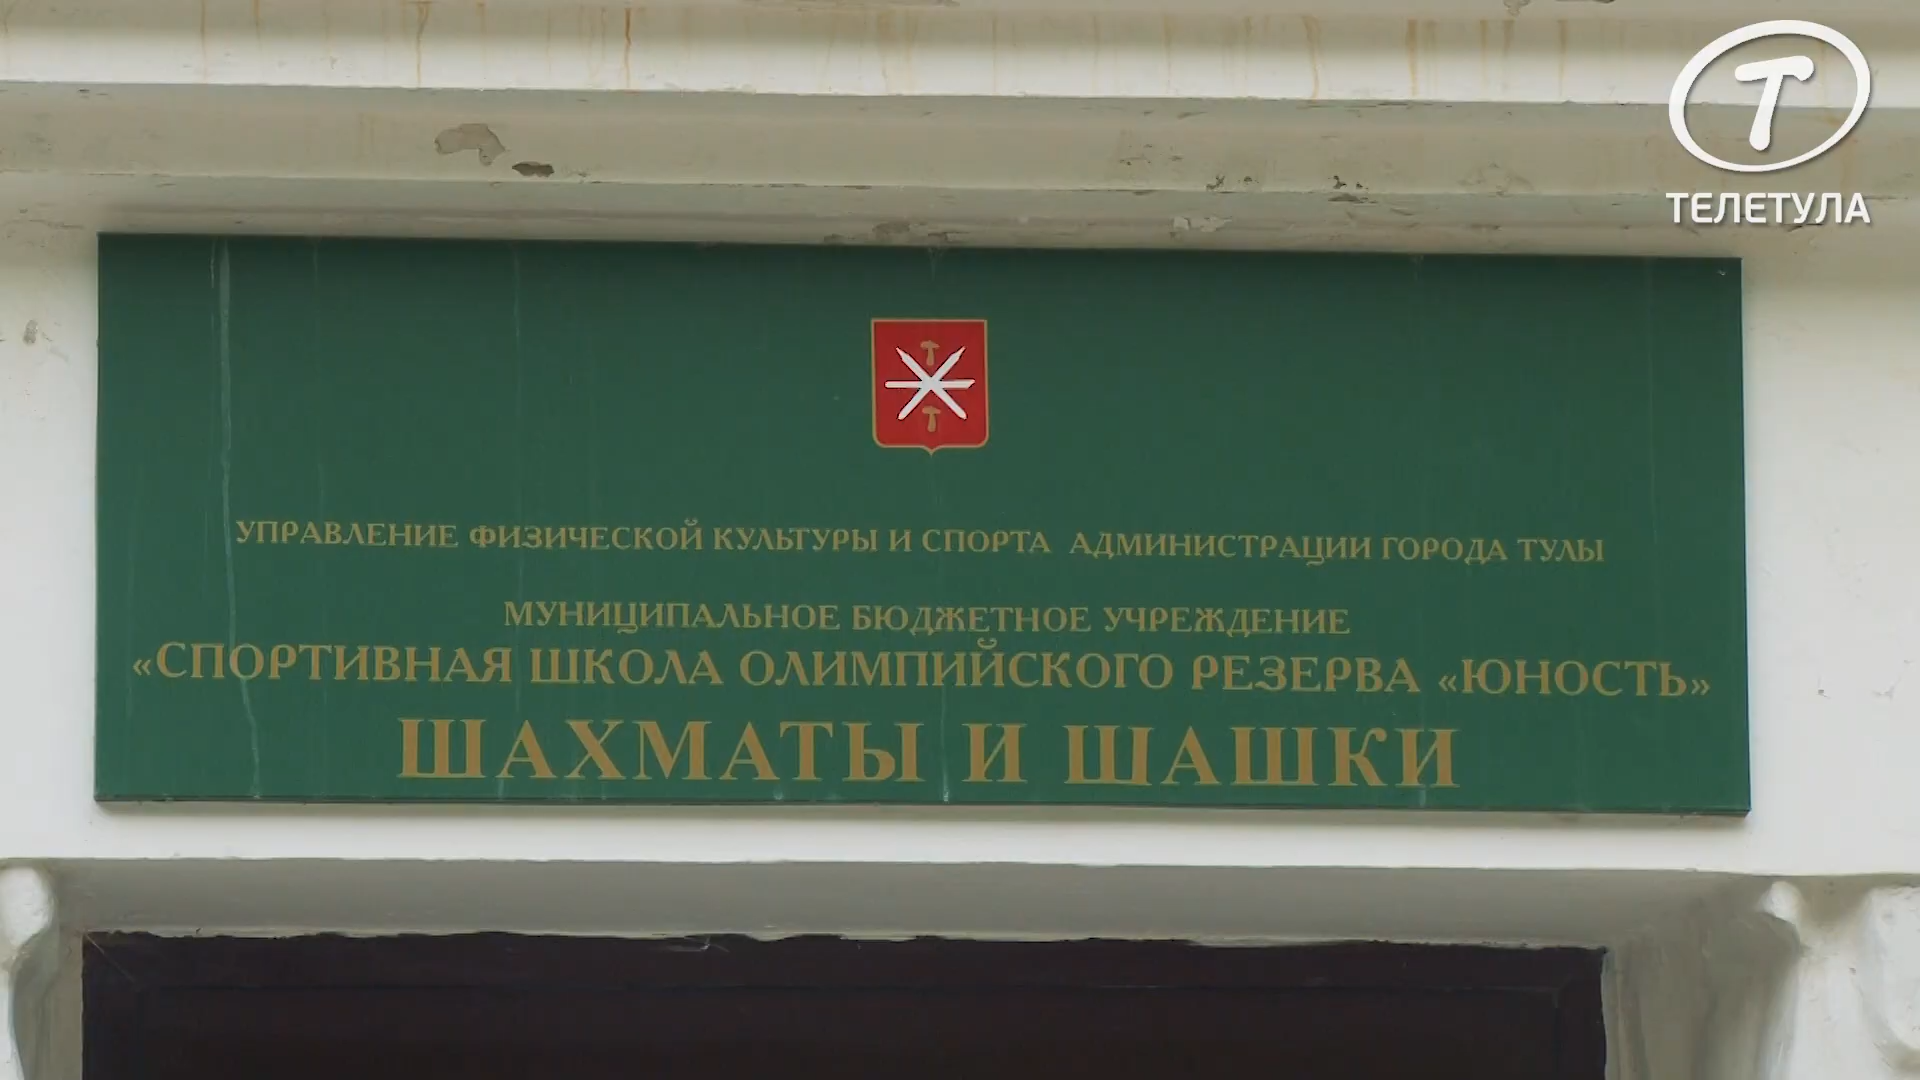 Т
ТЕЛЕТУЛА
УПРАВЛЕНИЕ ФИЗИЧЕСКОЙ КУЛЬТУРЫ И СПОРТА АДМИНИСТРАЦИИ ГОРОДА ТУЛЫ
МУНИЦИПАЛЬНОЕ БЮДЖЕТНОЕ УЧРЕЖДЕНИЕ
«СПОРТИВНАЯ ШКОЛА ОЛИМПИЙСКОГО РЕЗЕРВА «ЮНОСТЬ»
ШАХМАТЫ И ШАШКИ